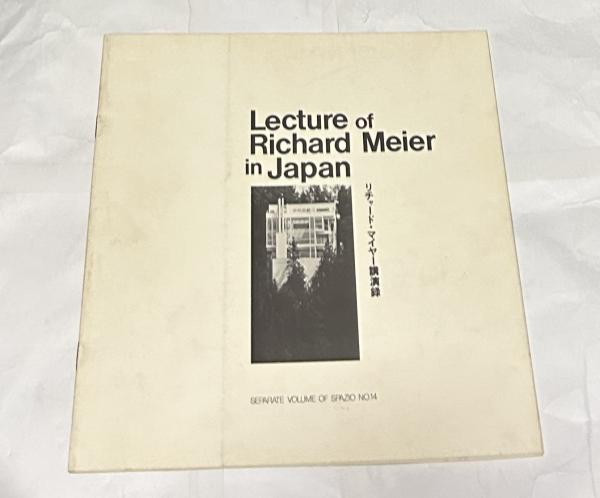 Lecture of
Richard Meier
in Japan
リチャード・マイヤー講演録
SEPARATE VOLUME OF SPAZIO NO.14